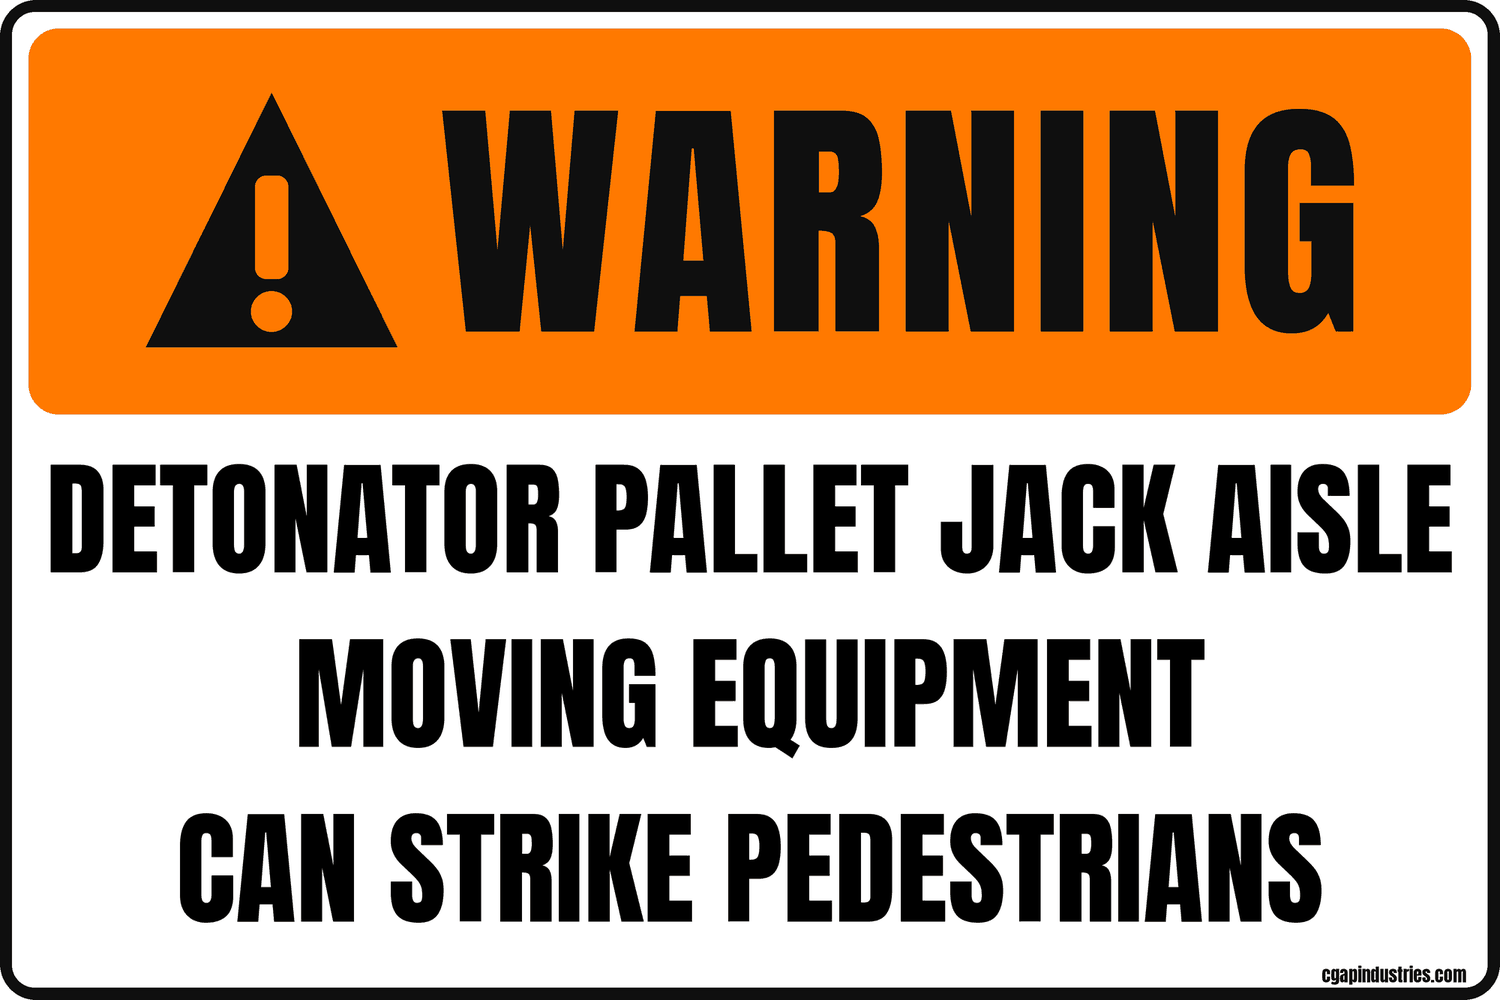 WARNING
DETONATOR PALLET JACK AISLE
MOVING EQUIPMENT
CAN STRIKE PEDESTRIANS
cgapindustries.com